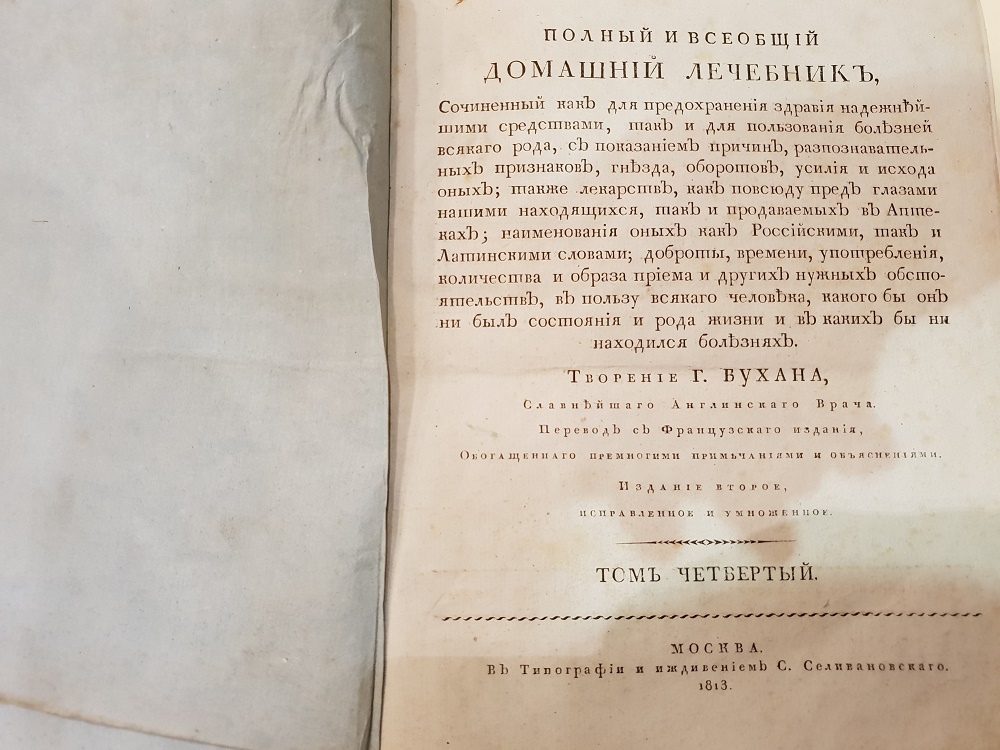 ПОЛНЫЙ И ВСЕОБЩІЙ
ДОМАШНІЙ ЛЕЧЕБНИКЪ,
Сочиненный какЪ для предохраненія здравія надежнѣй-
шими средствами, такЪ и для пользованія болѣзней
всякаго рода, сЪ показаніемЪ причинЪ, разпознаватель-
ныхЪ признаковЪ, гнѣзда, оборотовЪ, усилія и исхода
оныхЪ; также лекарствЪ, какЪ повсюду предЪ глазами
нашими находящихся, такЪ и продаваемыхЪ вЪ Апте-
кахЪ; наименованія оныхЪ какЪ Россійскими, такЪ и
Латинскими словами; доброты, времени, употребленія,
количества и образа пріема и другихЪ нужныхЪ обсто-
ятельствЪ, вЪ пользу всякаго человѣка, какого бы онЪ
ни былЪ состоянія и рода жизни и вЪ какихЪ бы ни
находился болѣзняхЪ.
Твореніе Г. БУХАНА,
Славнѣйшаго Англинскаго Врача.
ПереводЪ сЪ Французскаго изданія,
Обогащеннаго премногими примѣчаніями и объясненіями.
Изданіе второе,
исправленное и умноженное.
ТОМЪ ЧЕТВЕРТЫЙ.
МОСКВА.
ВЪ Типографіи и иждивеніемЪ С. Селивановскаго.
1813.